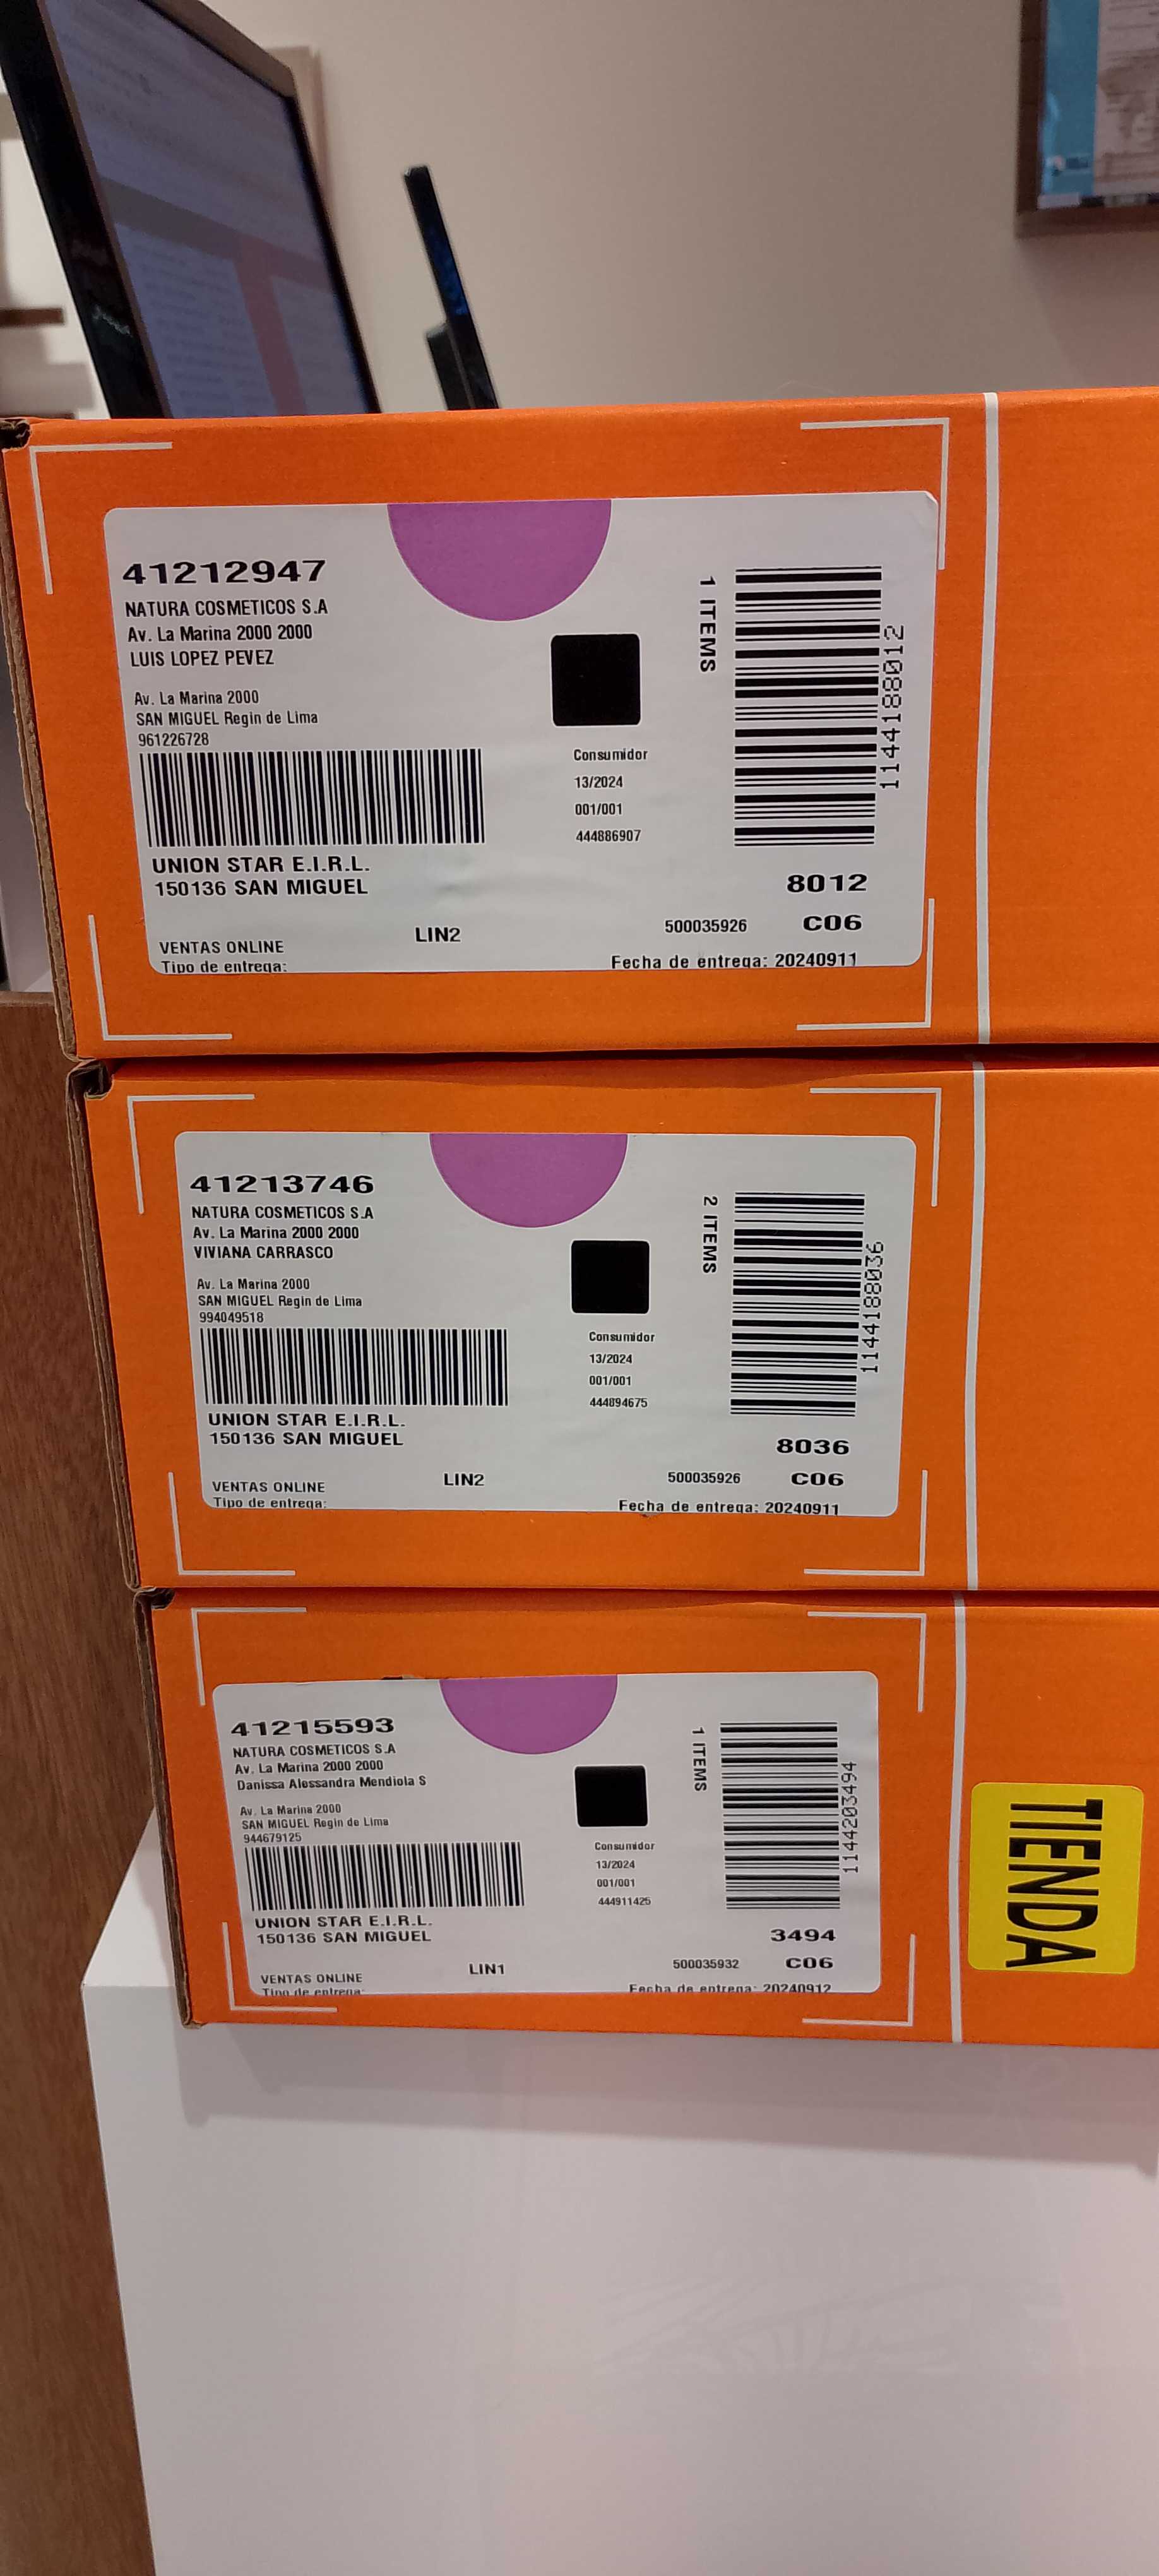 41212947
NATURA COSMETICOS S.A
Av. La Marina 2000 2000
LUIS LOPEZ PEVEZ
Av. La Marina 2000
SAN MIGUEL Regin de Lima
961226728
UNION STAR E.I.R.L.
150136 SAN MIGUEL
VENTAS ONLINE
Tipo de entrega:
LIN2
Consumidor
13/2024
001/001
444886907
1 ITEMS
1144188012
8012
500035926
C06
Fecha de entrega: 20240911
41213746
NATURA COSMETICOS S.A
Av. La Marina 2000 2000
VIVIANA CARRASCO
Av. La Marina 2000
SAN MIGUEL Regin de Lima
994049518
UNION STAR E.I.R.L.
150136 SAN MIGUEL
VENTAS ONLINE
Tipo de entrega:
LIN2
Consumidor
13/2024
001/001
444894675
2 ITEMS
1144188036
8036
500035926
C06
Fecha de entrega: 20240911
41215593
NATURA COSMETICOS S.A
Av. La Marina 2000 2000
Danissa Alessandra Mendiola S
Av. La Marina 2000
SAN MIGUEL Regin de Lima
944679125
UNION STAR E.I.R.L.
150136 SAN MIGUEL
VENTAS ONLINE
Tipo de entrega:
LIN1
Consumidor
13/2024
001/001
444911425
1 ITEMS
1144203494
3494
500035932
C06
Fecha de entrega: 20240912
TIENDA